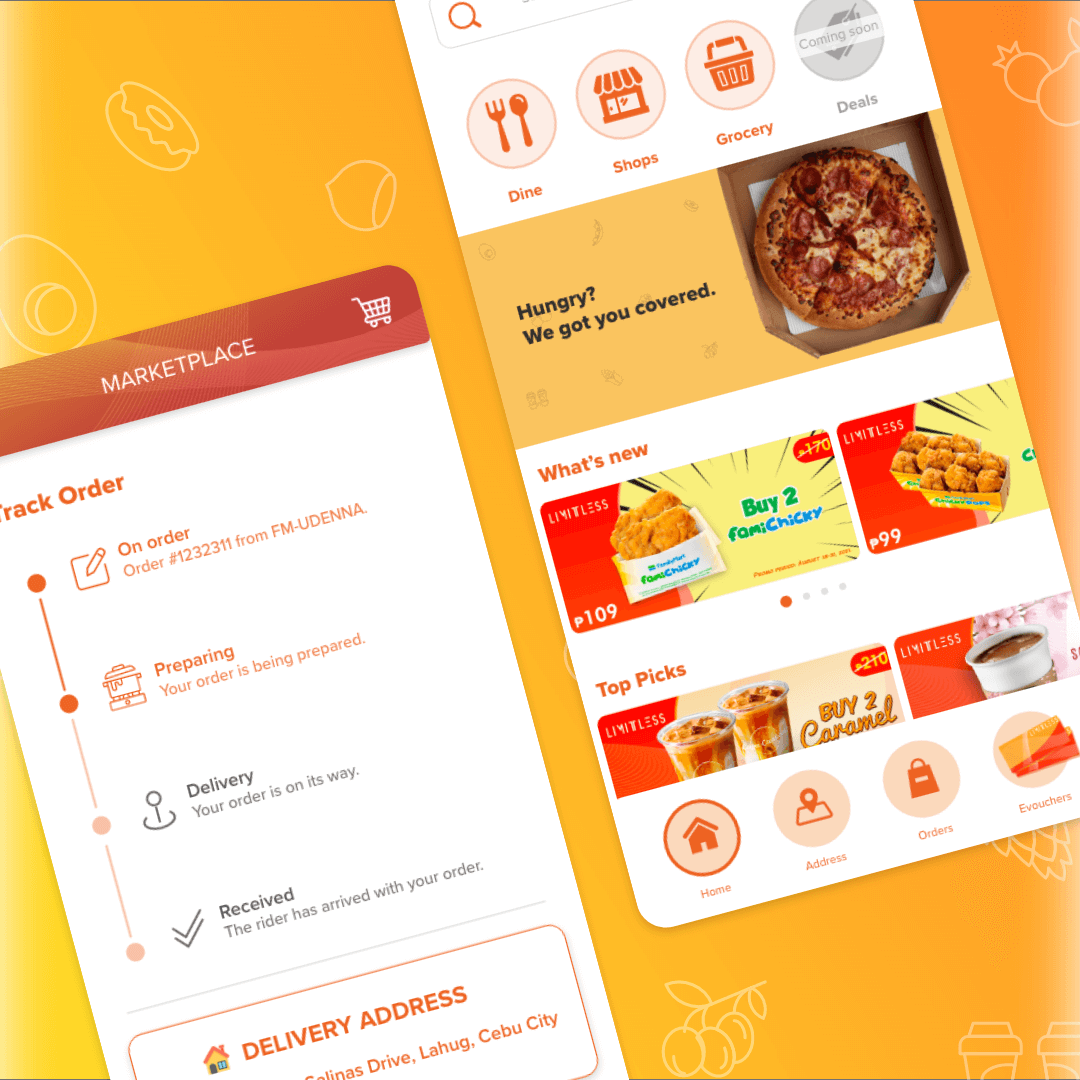 MARKETPLACE
Track Order
On order
Order #1232311 from FM-UDENNA.
Preparing
Your order is being prepared.
Delivery
Your order is on its way.
Received
The rider has arrived with your order.
DELIVERY ADDRESS
Salinas Drive, Lahug, Cebu City
Coming soon
Dine
Shops
Grocery
Deals
Hungry?
We got you covered.
What's new
LIMITLESS
₱170
Buy 2
famiChicky
FamilyMart
famiChicky
PROMO PERIOD: AUGUST
₱109
LIMITLESS
₱99
Top Picks
LIMITLESS
₱210
BUY 2
Caramel
LIMITLESS
Home
Address
Orders
Evouchers